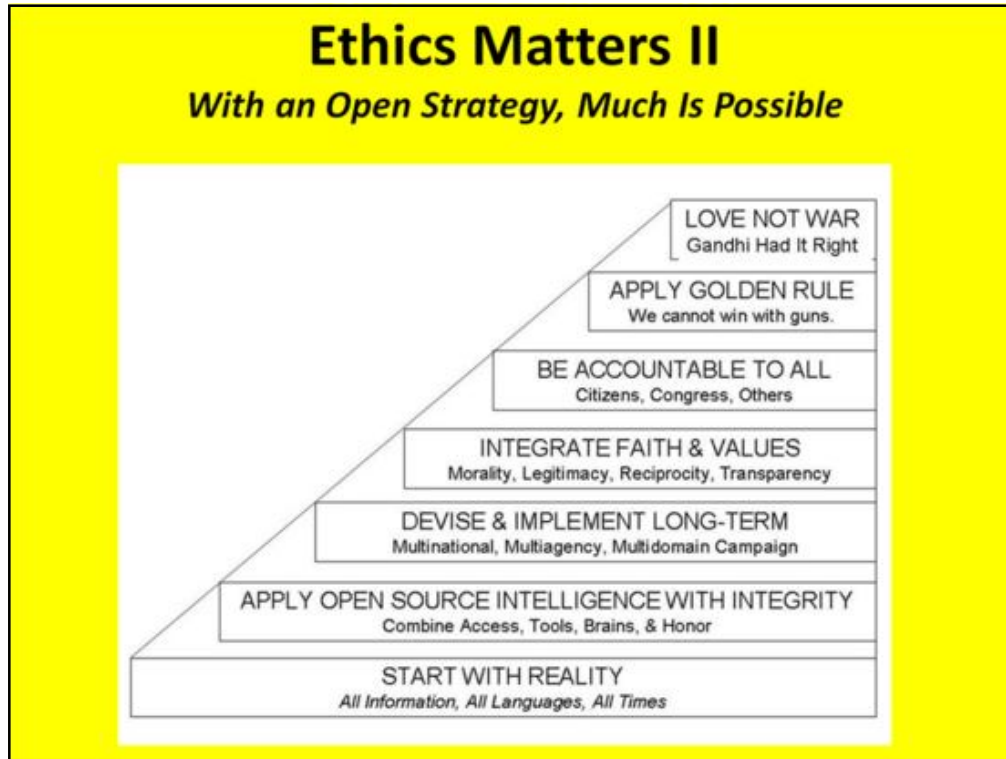 Ethics Matters II
With an Open Strategy, Much Is Possible
LOVE NOT WAR
Gandhi Had It Right
APPLY GOLDEN RULE
We cannot win with guns.
BE ACCOUNTABLE TO ALL
Citizens, Congress, Others
INTEGRATE FAITH & VALUES
Morality, Legitimacy, Reciprocity, Transparency
DEVISE & IMPLEMENT LONG-TERM
Multinational, Multiagency, Multidomain Campaign
APPLY OPEN SOURCE INTELLIGENCE WITH INTEGRITY
Combine Access, Tools, Brains, & Honor
START WITH REALITY
All Information, All Languages, All Times